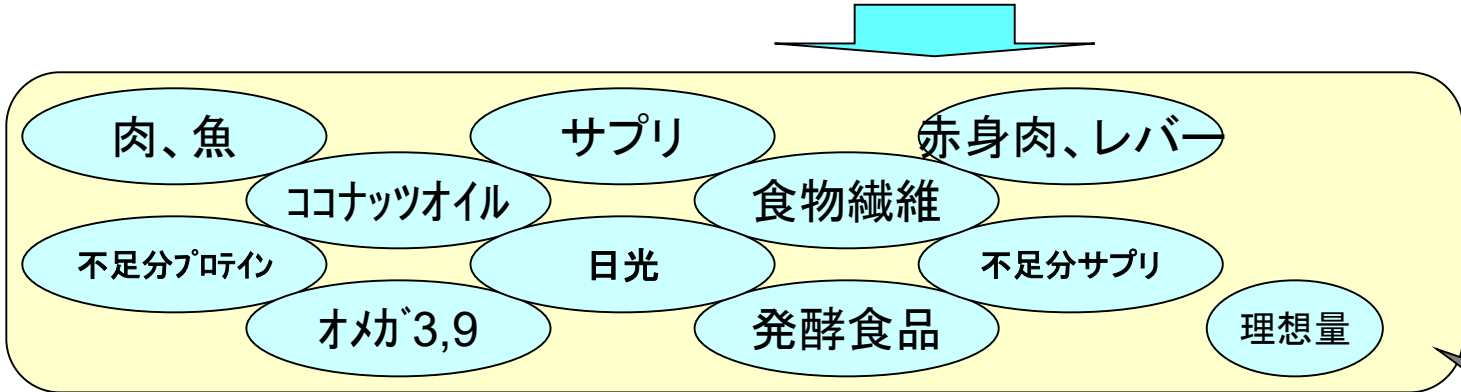 肉、魚
サプリ
赤身肉、レバー
ココナッツオイル
食物繊維
不足分プロテイン
日光
不足分サプリ
オメガ3,9
発酵食品
理想量